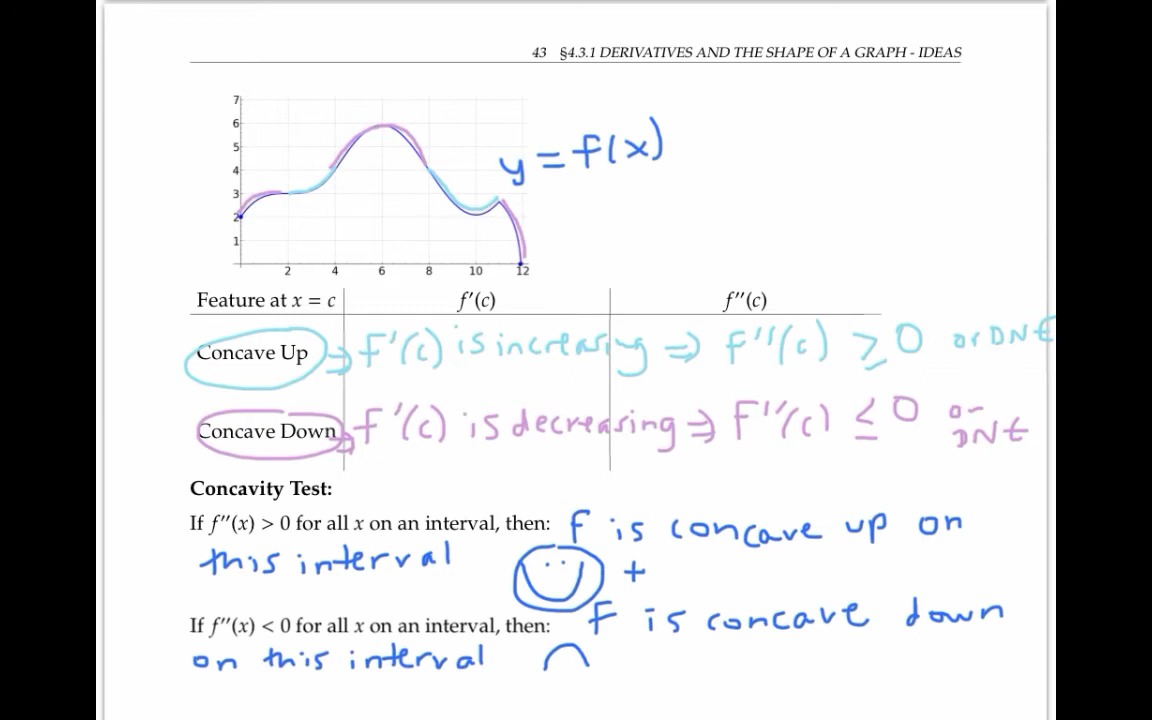 43 §4.3.1 DERIVATIVES AND THE SHAPE OF A GRAPH - IDEAS
7
6
5
4
3
2
1
2 4 6 8 10 12
y = f(x)
Feature at x = c f'(c) f''(c)
Concave Up ⇒ f'(c) is increasing ⇒ f''(c) ≥ 0 or DNE
Concave Down ⇒ f'(c) is decreasing ⇒ f''(c) ≤ 0 or DNE
Concavity Test:
If f''(x) > 0 for all x on an interval, then: f is concave up on
this interval +
If f''(x) < 0 for all x on an interval, then: f is concave down
on this interval